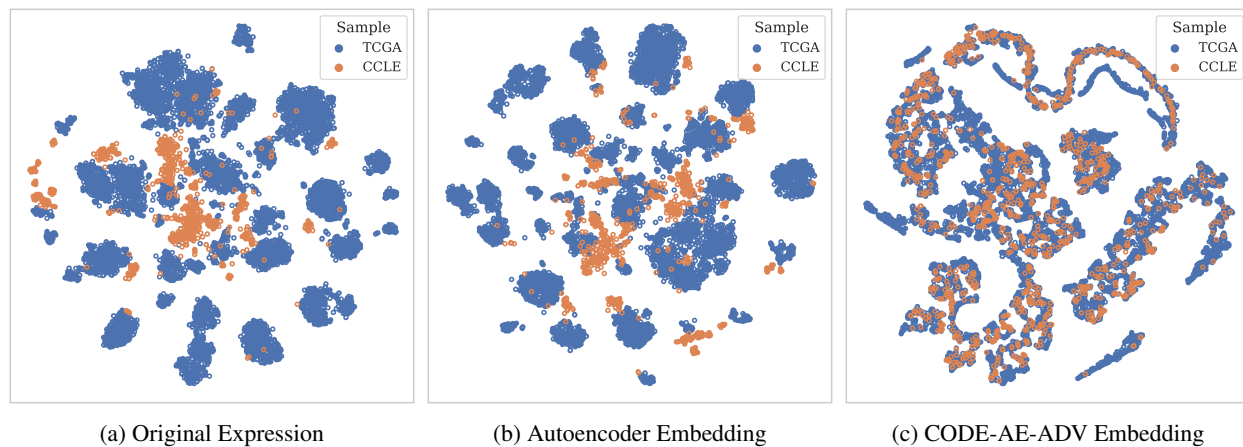 Sample
TCGA
CCLE
Sample
TCGA
CCLE
Sample
TCGA
CCLE
(a) Original Expression
(b) Autoencoder Embedding
(c) CODE-AE-ADV Embedding